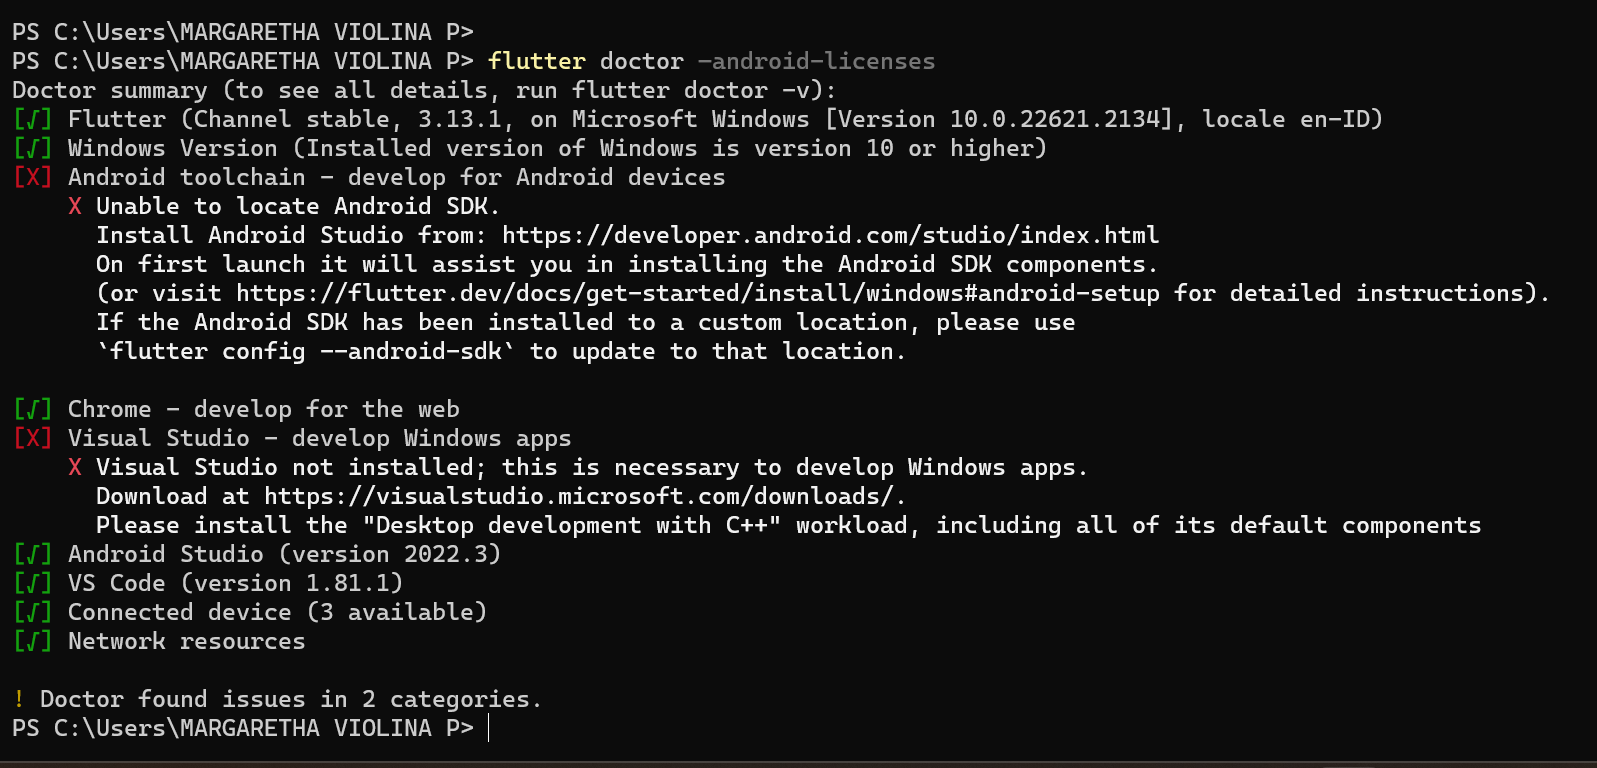 PS C:\Users\MARGARETHA VIOLINA P>
PS C:\Users\MARGARETHA VIOLINA P> flutter doctor -android-licenses
Doctor summary (to see all details, run flutter doctor -v):
[√] Flutter (Channel stable, 3.13.1, on Microsoft Windows [Version 10.0.22621.2134], locale en-ID)
[√] Windows Version (Installed version of Windows is version 10 or higher)
[X] Android toolchain - develop for Android devices
X Unable to locate Android SDK.
Install Android Studio from: https://developer.android.com/studio/index.html
On first launch it will assist you in installing the Android SDK components.
(or visit https://flutter.dev/docs/get-started/install/windows#android-setup for detailed instructions).
If the Android SDK has been installed to a custom location, please use
`flutter config --android-sdk` to update to that location.
[√] Chrome - develop for the web
[X] Visual Studio - develop Windows apps
X Visual Studio not installed; this is necessary to develop Windows apps.
Download at https://visualstudio.microsoft.com/downloads/.
Please install the "Desktop development with C++" workload, including all of its default components
[√] Android Studio (version 2022.3)
[√] VS Code (version 1.81.1)
[√] Connected device (3 available)
[√] Network resources
! Doctor found issues in 2 categories.
PS C:\Users\MARGARETHA VIOLINA P>